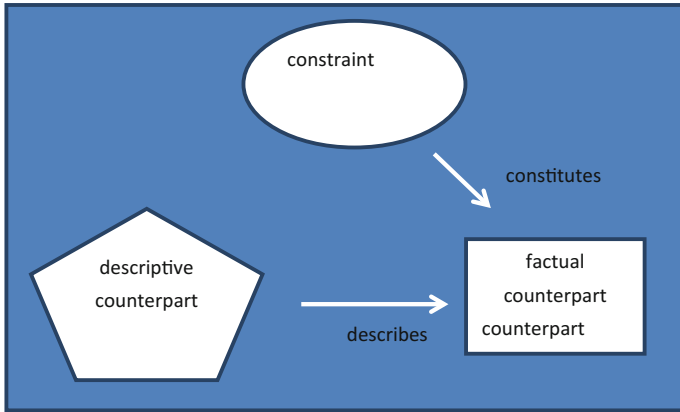 constraint
constitutes
descriptive
counterpart
describes
factual
counterpart
counterpart